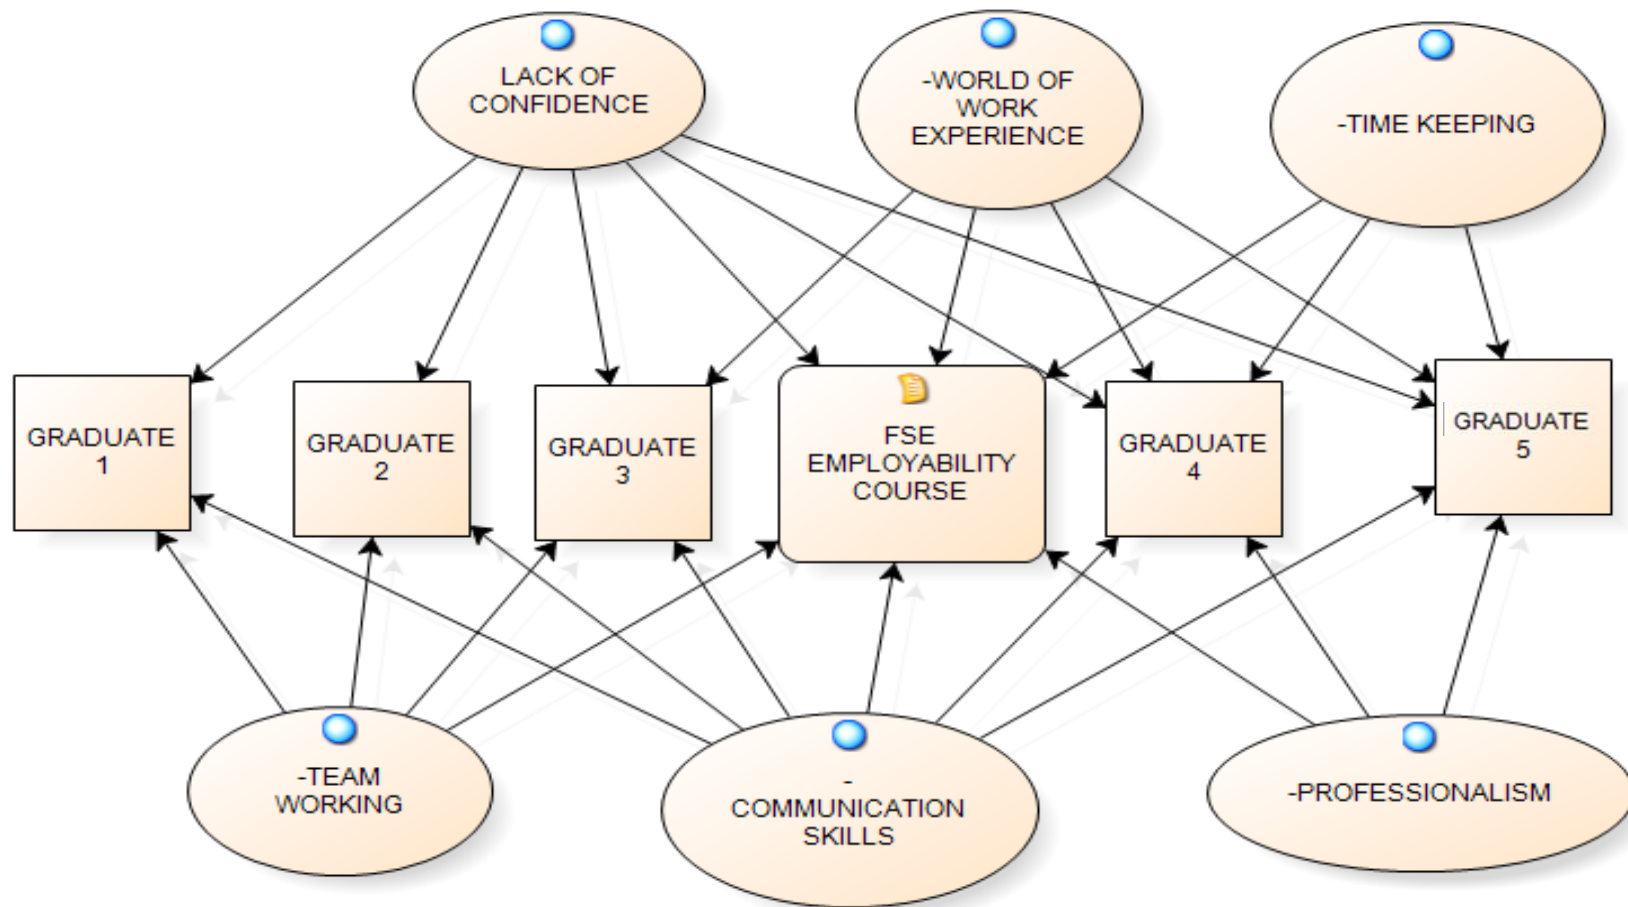 LACK OF
CONFIDENCE
-WORLD OF
WORK
EXPERIENCE
-TIME KEEPING
GRADUATE
1
GRADUATE
2
GRADUATE
3
FSE
EMPLOYABILITY
COURSE
GRADUATE
4
GRADUATE
5
-TEAM
WORKING
-
COMMUNICATION
SKILLS
-PROFESSIONALISM